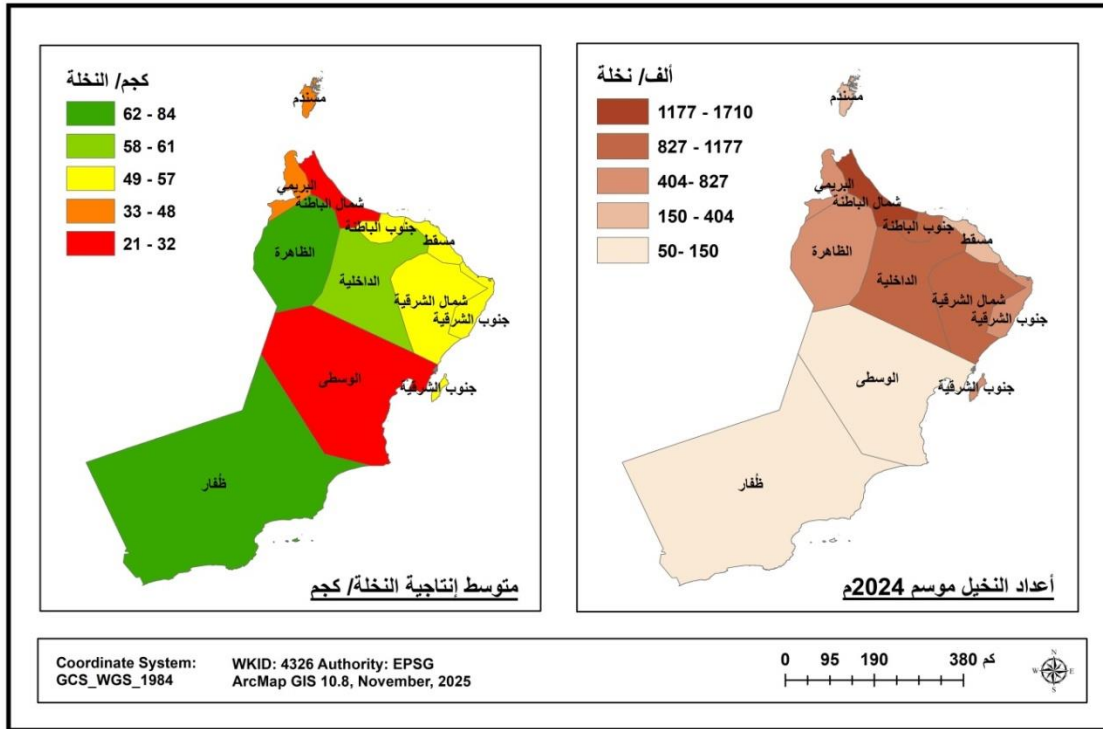 كجم/ النخلة
62 - 84
58 - 61
49 - 57
33 - 48
21 - 32
مسندم
البريمي
شمال الباطنة
جنوب الباطنة
مسقط
الظاهرة
الداخلية
شمال الشرقية
جنوب الشرقية
الوسطى
جنوب الشرقية
ظُفار
متوسط إنتاجية النخلة/ كجم
ألف/ نخلة
1177 - 1710
827 - 1177
404- 827
150 - 404
50- 150
مسندم
البريمي
شمال الباطنة
جنوب الباطنة
مسقط
الظاهرة
الداخلية
شمال الشرقية
جنوب الشرقية
الوسطى
جنوب الشرقية
ظُفار
أعداد النخيل موسم 2024م
Coordinate System:
GCS_WGS_1984
WKID: 4326 Authority: EPSG
ArcMap GIS 10.8, November, 2025
0 95 190 380 كم
N
W E
S